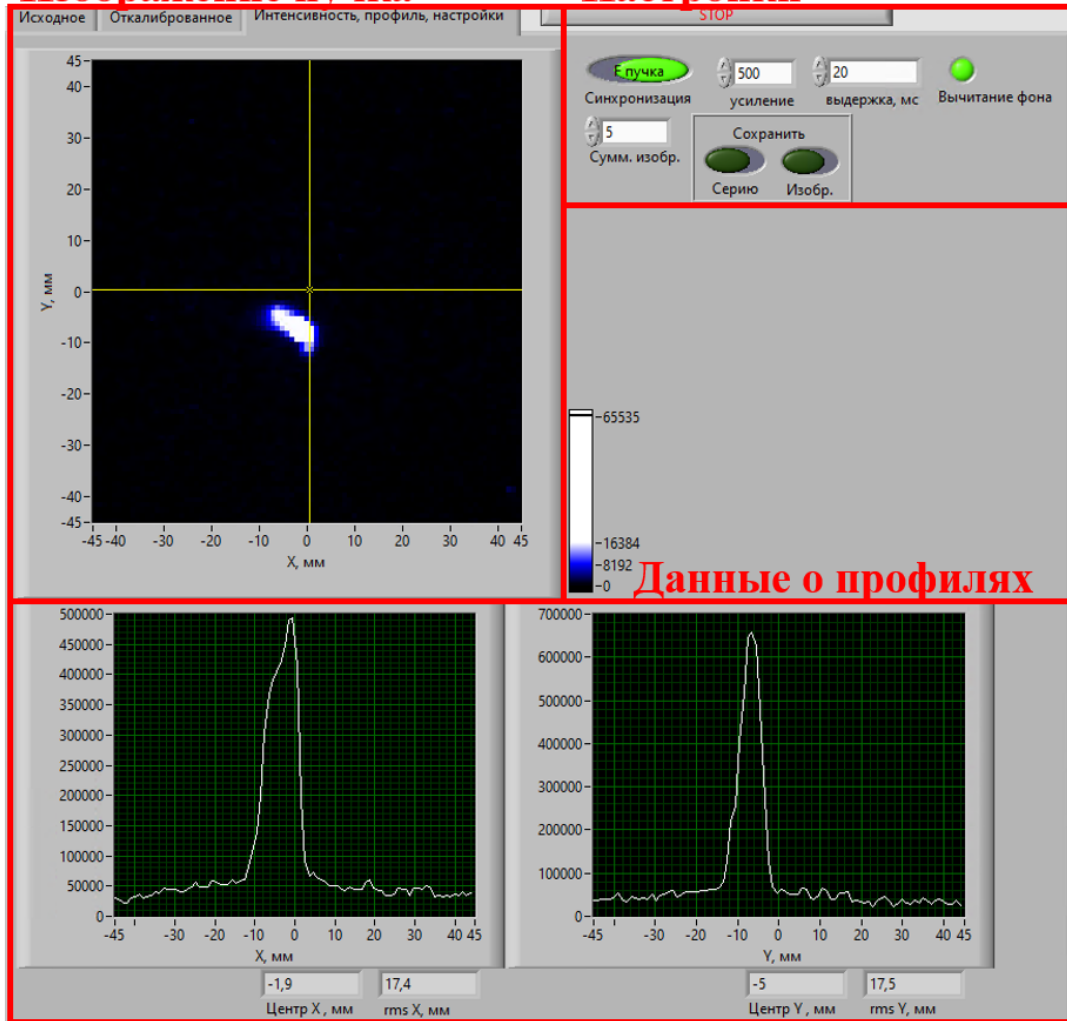 Исходное Откалиброванное Интенсивность, профиль, настройки
STOP
F пучка 500 20
Синхронизация усиление выдержка, мс Вычитание фона
5 Сохранить
Сумм. изобр.
Серию Изобр.
45
40
30
20
10
0
-10
-20
-30
-40
-45
Y, мм
-45 -40 -30 -20 -10 0 10 20 30 40 45
X, мм
65535
16384
8192
0
Данные о профилях
500000
450000
400000
350000
300000
250000
200000
150000
100000
50000
0
-45 -30 -20 -10 0 10 20 30 40 45
X, мм
-1,9 17,4
Центр X , мм rms X, мм
700000
600000
500000
400000
300000
200000
100000
0
-45 -30 -20 -10 0 10 20 30 40 45
Y, мм
-5 17,5
Центр Y , мм rms Y, мм